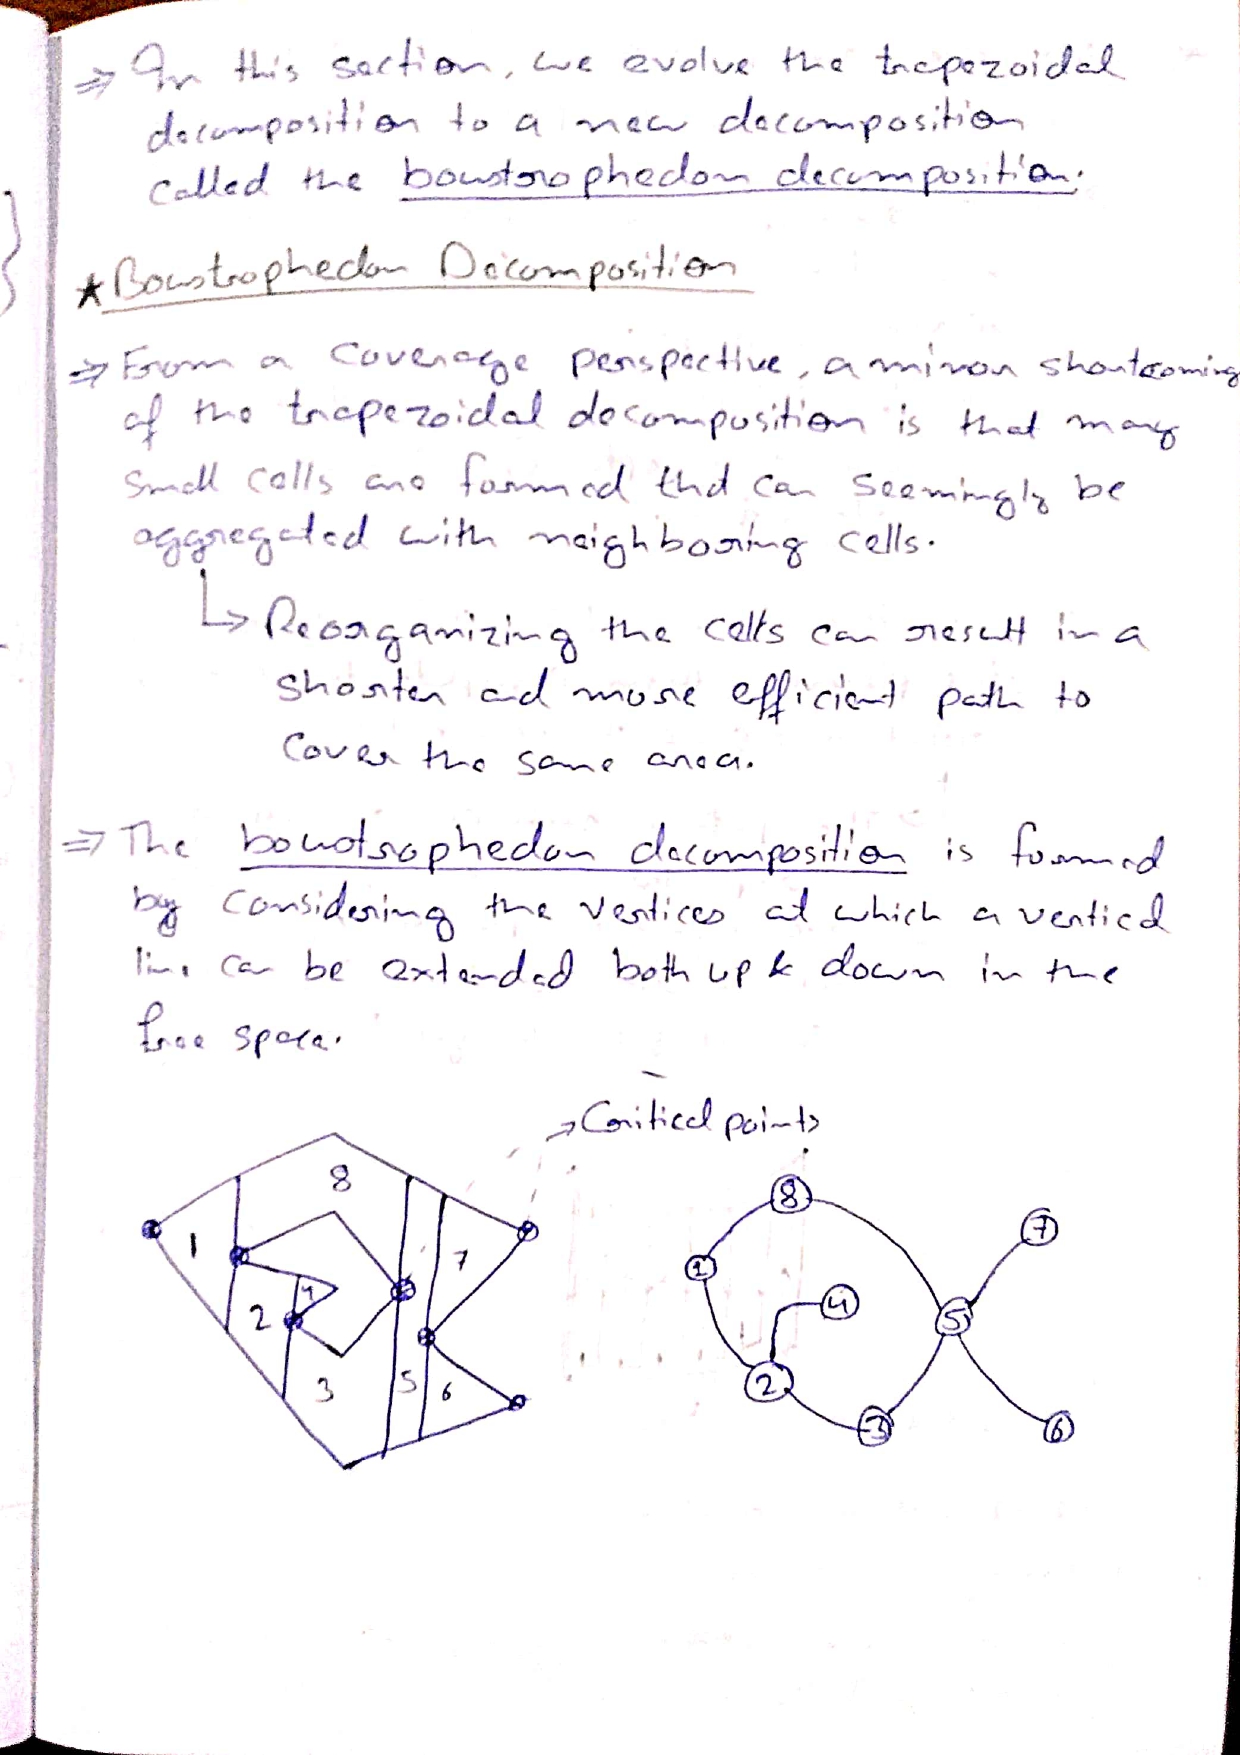 ⇒ In this section, we evolve the trapezoidal
decomposition to a new decomposition
called the boustrophedon decomposition.
★ Boustrophedon Decomposition
⇒ From a coverage perspective, a minor shortcoming
of the trapezoidal decomposition is that many
small cells are formed that can seemingly be
aggregated with neighboring cells.
↳ Reorganizing the cells can result in a
shorter and more efficient path to
cover the same area.
⇒ The boustrophedon decomposition is formed
by considering the vertices at which a vertical
line can be extended both up & down in the
free space.
→ Critical points
8
1
7
4
2
3
5
6
8
7
1
4
5
2
3
6